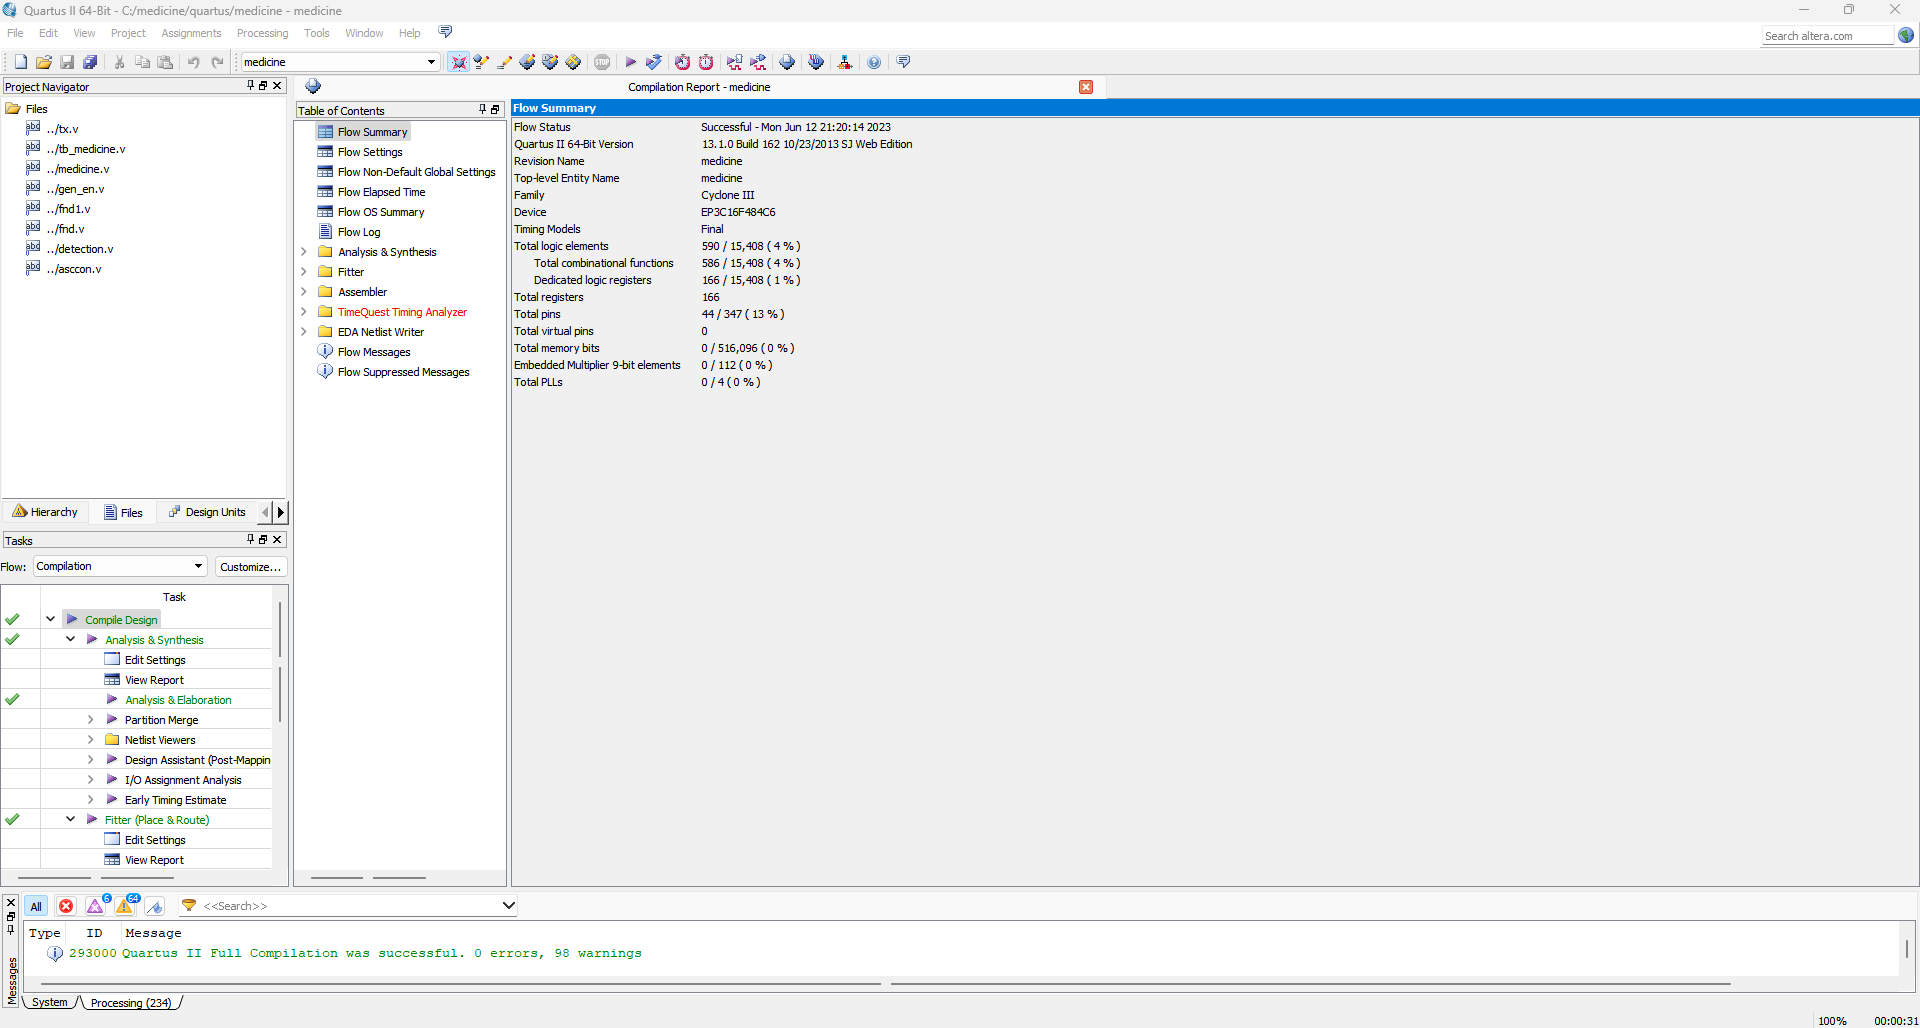 Quartus II 64-Bit - C:/medicine/quartus/medicine - medicine
File Edit View Project Assignments Processing Tools Window Help
Search altera.com
medicine
STOP
Project Navigator
Files
abc ../tx.v
abc ../tb_medicine.v
abc ../medicine.v
abc ../gen_en.v
abc ../fnd1.v
abc ../fnd.v
abc ../detection.v
abc ../asccon.v
Hierarchy Files Design Units
Tasks
Flow: Compilation Customize...
Task
Compile Design
Analysis & Synthesis
Edit Settings
View Report
Analysis & Elaboration
Partition Merge
Netlist Viewers
Design Assistant (Post-Mappin
I/O Assignment Analysis
Early Timing Estimate
Fitter (Place & Route)
Edit Settings
View Report
Compilation Report - medicine
Table of Contents
Flow Summary
Flow Settings
Flow Non-Default Global Settings
Flow Elapsed Time
Flow OS Summary
Flow Log
Analysis & Synthesis
Fitter
Assembler
TimeQuest Timing Analyzer
EDA Netlist Writer
Flow Messages
Flow Suppressed Messages
Flow Summary
Flow Status Successful - Mon Jun 12 21:20:14 2023
Quartus II 64-Bit Version 13.1.0 Build 162 10/23/2013 SJ Web Edition
Revision Name medicine
Top-level Entity Name medicine
Family Cyclone III
Device EP3C16F484C6
Timing Models Final
Total logic elements 590 / 15,408 ( 4 % )
Total combinational functions 586 / 15,408 ( 4 % )
Dedicated logic registers 166 / 15,408 ( 1 % )
Total registers 166
Total pins 44 / 347 ( 13 % )
Total virtual pins 0
Total memory bits 0 / 516,096 ( 0 % )
Embedded Multiplier 9-bit elements 0 / 112 ( 0 % )
Total PLLs 0 / 4 ( 0 % )
All 6 64 <<Search>>
Type ID Message
293000 Quartus II Full Compilation was successful. 0 errors, 98 warnings
Messages
System Processing (234)
100% 00:00:31